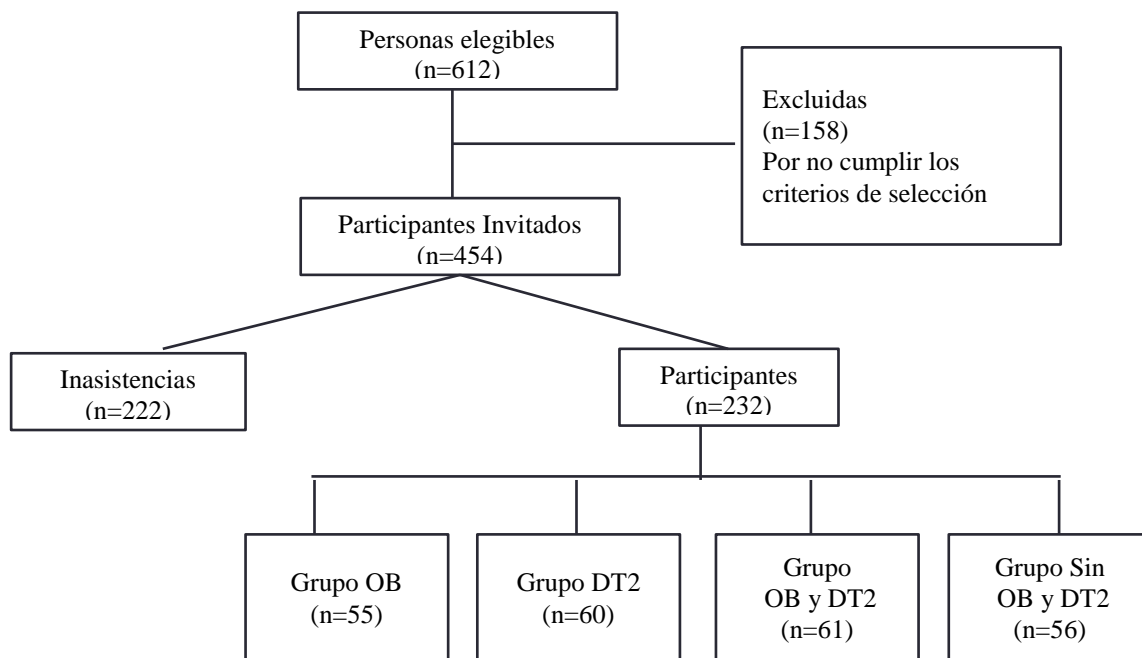 Personas elegibles
(n=612)
Excluidas
(n=158)
Por no cumplir los
criterios de selección
Participantes Invitados
(n=454)
Inasistencias
(n=222)
Participantes
(n=232)
Grupo OB
(n=55)
Grupo DT2
(n=60)
Grupo
OB y DT2
(n=61)
Grupo Sin
OB y DT2
(n=56)